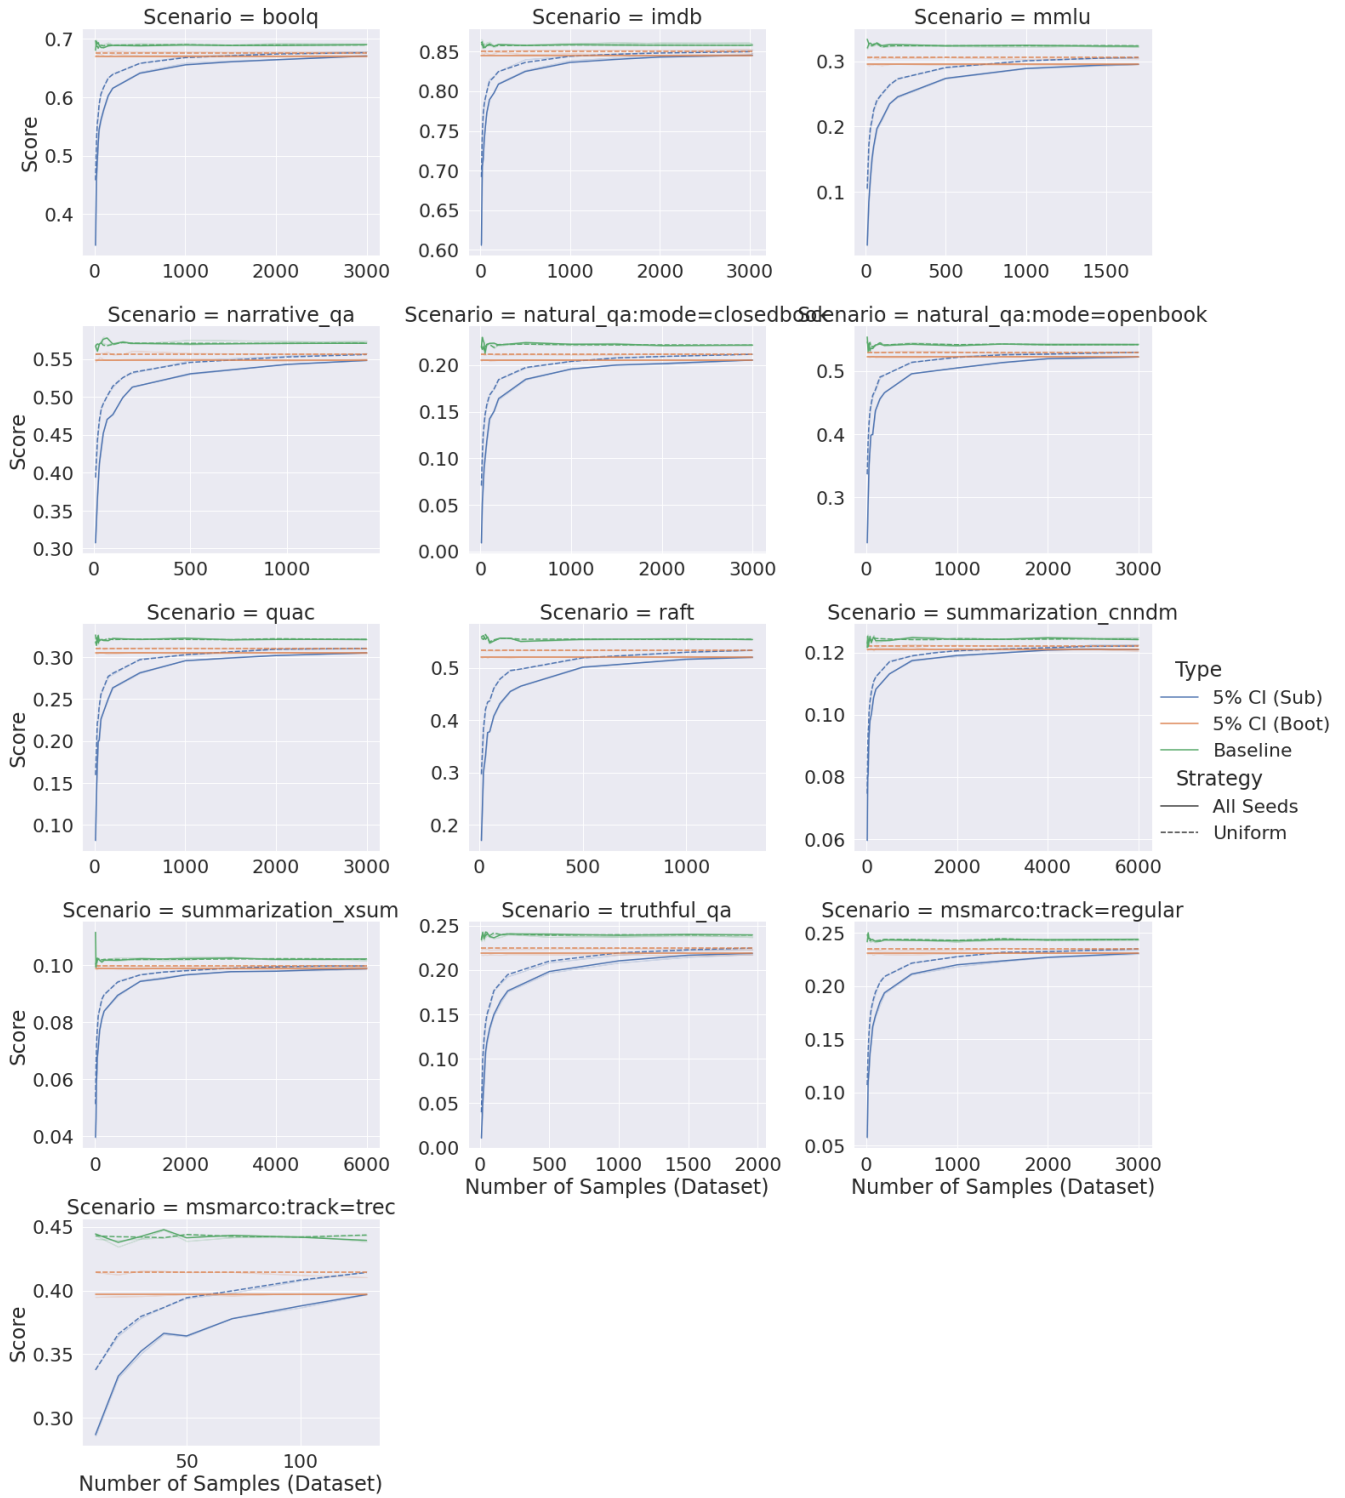 Scenario = boolq
Scenario = imdb
Scenario = mmlu
0.7
0.6
0.5
0.4
Score
0 1000 2000 3000
0.85
0.80
0.75
0.70
0.65
0.60
0 1000 2000 3000
0.3
0.2
0.1
0 500 1000 1500
Scenario = narrative_qa
Scenario = natural_qa:mode=closedbook
Scenario = natural_qa:mode=openbook
0.55
0.50
0.45
0.40
0.35
0.30
Score
0 500 1000
0.20
0.15
0.10
0.05
0.00
0 1000 2000 3000
0.5
0.4
0.3
0 1000 2000 3000
Scenario = quac
Scenario = raft
Scenario = summarization_cnndm
0.30
0.25
0.20
0.15
0.10
Score
0 1000 2000 3000
0.5
0.4
0.3
0.2
0 500 1000
0.12
0.10
0.08
0.06
0 2000 4000 6000
Type
5% CI (Sub)
5% CI (Boot)
Baseline
Strategy
All Seeds
Uniform
Scenario = summarization_xsum
Scenario = truthful_qa
Scenario = msmarco:track=regular
0.10
0.08
0.06
0.04
Score
0 2000 4000 6000
0.25
0.20
0.15
0.10
0.05
0.00
0 500 1000 1500 2000
Number of Samples (Dataset)
0.25
0.20
0.15
0.10
0.05
0 1000 2000 3000
Number of Samples (Dataset)
Scenario = msmarco:track=trec
0.45
0.40
0.35
0.30
Score
50 100
Number of Samples (Dataset)